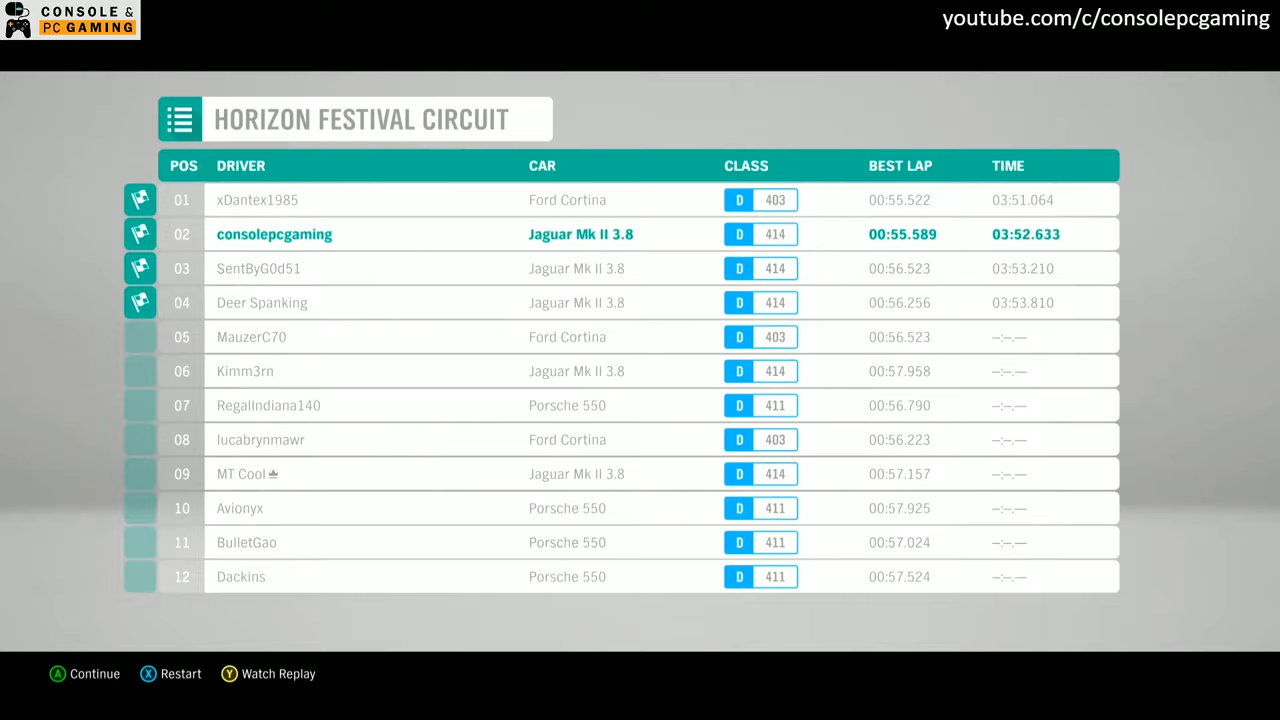 CONSOLE &
PC GAMING
youtube.com/c/consolepcgaming
HORIZON FESTIVAL CIRCUIT
POS DRIVER CAR CLASS BEST LAP TIME
01 xDantex1985 Ford Cortina D 403 00:55.522 03:51.064
02 consolepcgaming Jaguar Mk II 3.8 D 414 00:55.589 03:52.633
03 SentByG0d51 Jaguar Mk II 3.8 D 414 00:56.523 03:53.210
04 Deer Spanking Jaguar Mk II 3.8 D 414 00:56.256 03:53.810
05 MauzerC70 Ford Cortina D 403 00:56.523 --:--.---
06 Kimm3rn Jaguar Mk II 3.8 D 414 00:57.958 --:--.---
07 RegalIndiana140 Porsche 550 D 411 00:56.790 --:--.---
08 lucabrynmawr Ford Cortina D 403 00:56.223 --:--.---
09 MT Cool Jaguar Mk II 3.8 D 414 00:57.157 --:--.---
10 Avionyx Porsche 550 D 411 00:57.925 --:--.---
11 BulletGao Porsche 550 D 411 00:57.024 --:--.---
12 Dackins Porsche 550 D 411 00:57.524 --:--.---
A Continue X Restart Y Watch Replay